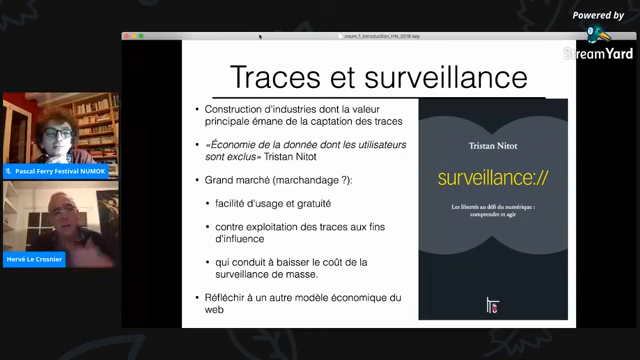 Powered by
StreamYard
cnum_1_introduction_HN_2018.key
Traces et surveillance
• Construction d'industries dont la valeur
principale émane de la captation des traces
• «Économie de la donnée dont les utilisateurs
sont exclus» Tristan Nitot
• Grand marché (marchandage ?):
• facilité d'usage et gratuité
• contre exploitation des traces aux fins
d'influence
• qui conduit à baisser le coût de la
surveillance de masse.
• Réfléchir à un autre modèle économique du
web
Tristan Nitot
surveillance://
Les libertés au défi du numérique :
comprendre et agir
Pascal Ferry Festival NUMOK
Hervé Le Crosnier